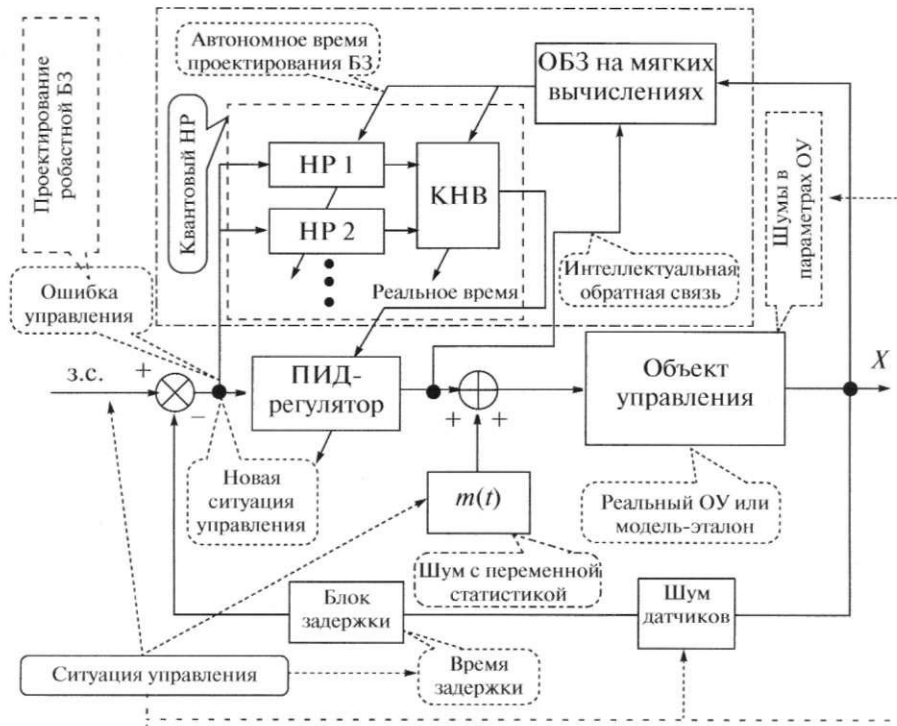 Проектирование
робастной БЗ
Автономное время
проектирования БЗ
ОБЗ на мягких
вычислениях
Квантовый НР
НР 1
НР 2
КНВ
Реальное время
Интеллектуальная
обратная связь
Шумы в
параметрах ОУ
Ошибка
управления
з.с.
+
−
ПИД-
регулятор
+
+
Объект
управления
X
Новая
ситуация
управления
m(t)
Реальный ОУ или
модель-эталон
Шум с переменной
статистикой
Блок
задержки
Шум
датчиков
Ситуация управления
Время
задержки